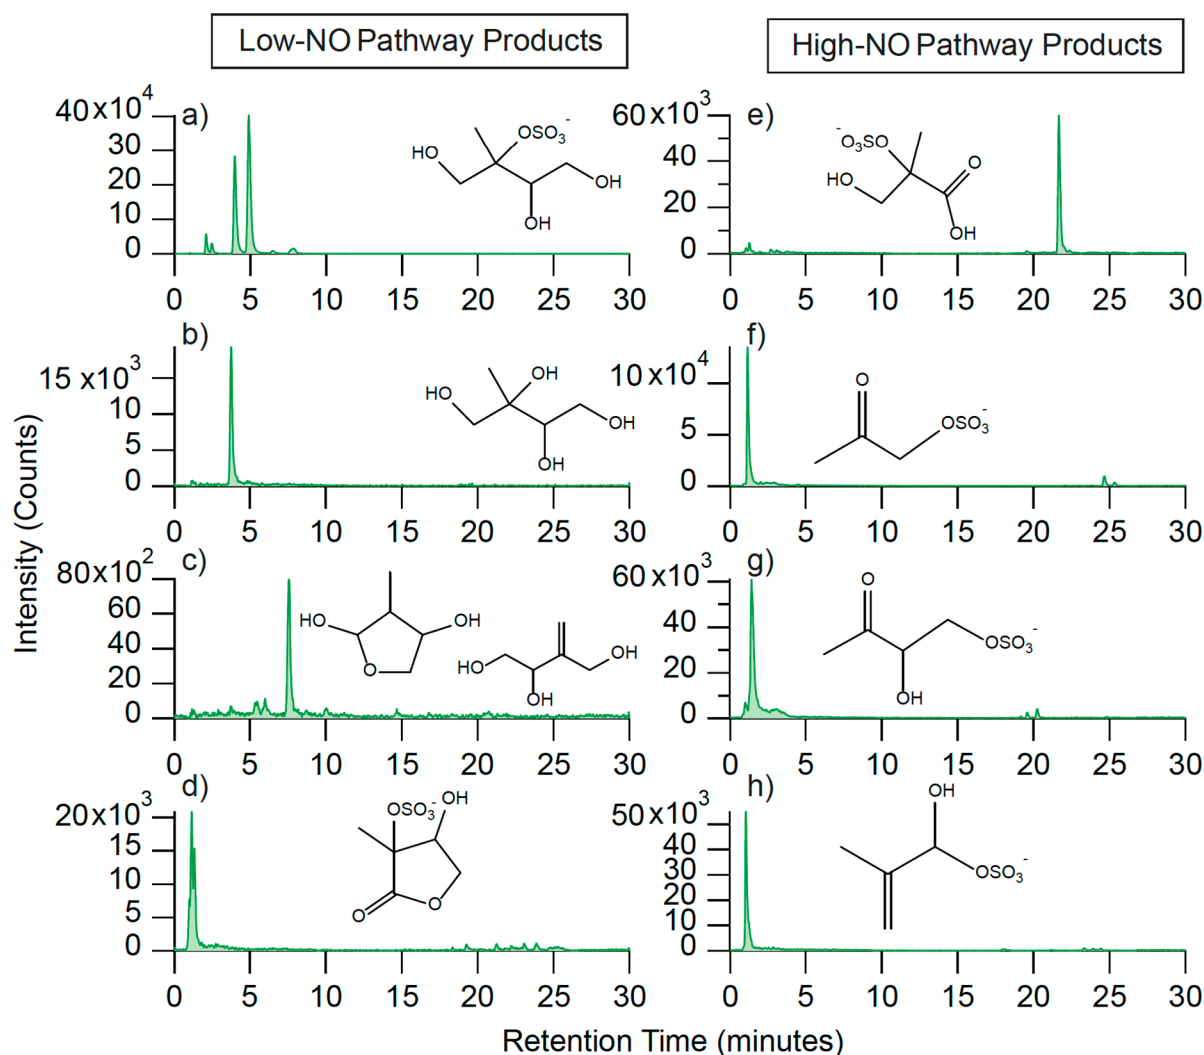 Low-NO Pathway Products
High-NO Pathway Products
Intensity (Counts)
a)
40x10⁴
30
20
10
0
HO
OSO₃⁻
OH
OH
0 5 10 15 20 25 30
b)
15 x10³
10
5
0
HO
OH
OH
OH
0 5 10 15 20 25 30
c)
80x10²
60
40
20
0
HO
OH
O
HO
OH
OH
0 5 10 15 20 25 30
d)
20x10³
15
10
5
0
OSO₃⁻
OH
O
O
0 5 10 15 20 25 30
e)
60x10³
40
20
0
⁻O₃SO
O
HO
OH
0 5 10 15 20 25 30
f)
10x10⁴
5
0
O
OSO₃⁻
0 5 10 15 20 25 30
g)
60x10³
40
20
0
O
OSO₃⁻
OH
0 5 10 15 20 25 30
h)
50x10³
40
30
20
10
0
OH
OSO₃⁻
0 5 10 15 20 25 30
Retention Time (minutes)